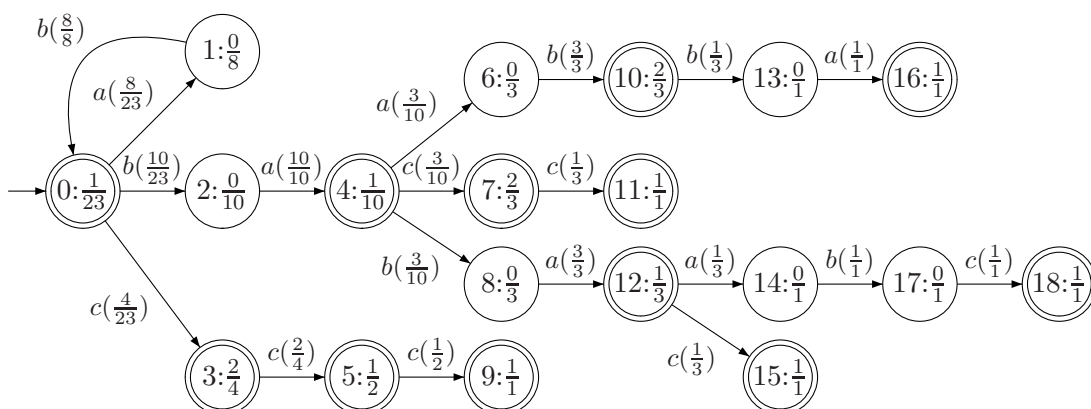 b(8/8)
1:0/8
a(8/23)
6:0/3
b(3/3)
10:2/3
b(1/3)
13:0/1
a(1/1)
16:1/1
a(3/10)
0:1/23
b(10/23)
2:0/10
a(10/10)
4:1/10
c(3/10)
7:2/3
c(1/3)
11:1/1
b(3/10)
8:0/3
a(3/3)
12:1/3
a(1/3)
14:0/1
b(1/1)
17:0/1
c(1/1)
18:1/1
c(4/23)
3:2/4
c(2/4)
5:1/2
c(1/2)
9:1/1
c(1/3)
15:1/1